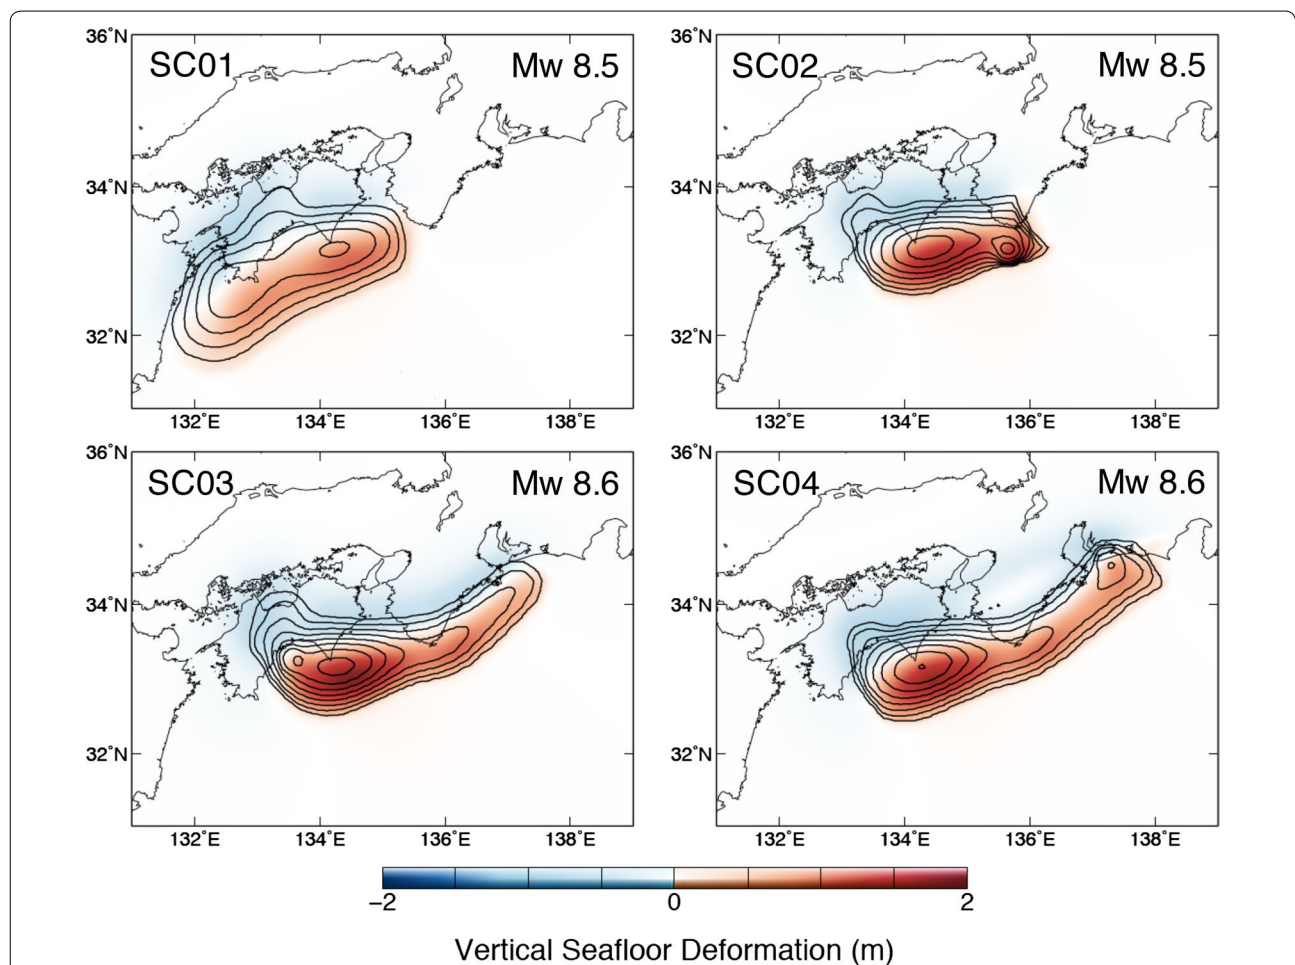 36°N SC01 Mw 8.5
34°N
32°N
132°E 134°E 136°E 138°E
36°N SC02 Mw 8.5
34°N
32°N
132°E 134°E 136°E 138°E
36°N SC03 Mw 8.6
34°N
32°N
132°E 134°E 136°E 138°E
36°N SC04 Mw 8.6
34°N
32°N
132°E 134°E 136°E 138°E
−2 0 2
Vertical Seafloor Deformation (m)